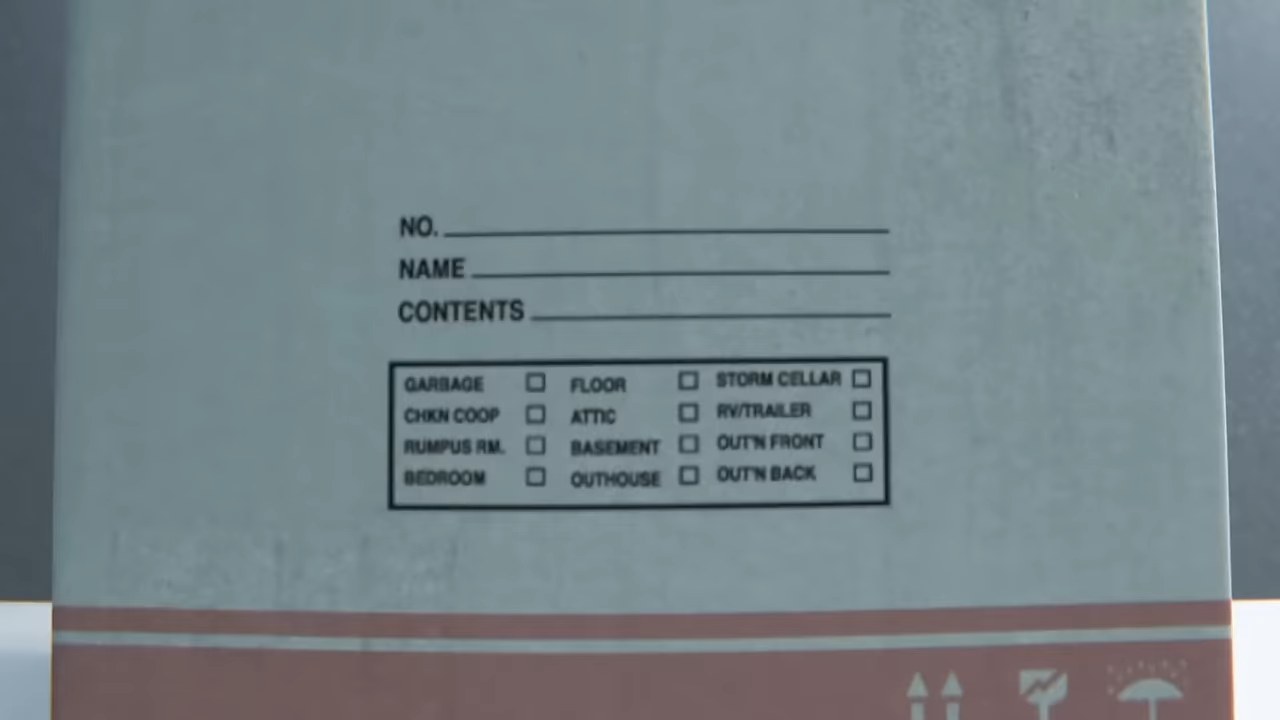 NO.
NAME
CONTENTS
GARBAGE FLOOR STORM CELLAR
CHKN COOP ATTIC RV/TRAILER
RUMPUS RM. BASEMENT OUT'N FRONT
BEDROOM OUTHOUSE OUT'N BACK